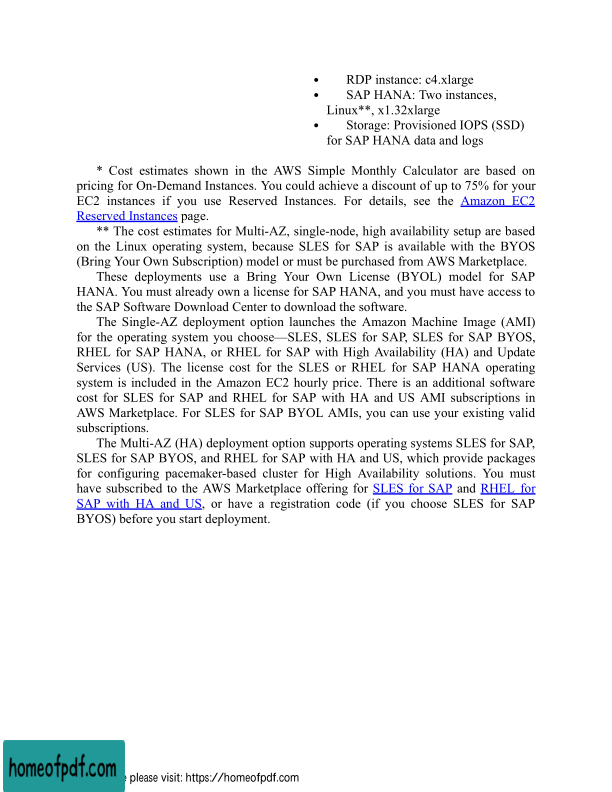 • RDP instance: c4.xlarge
• SAP HANA: Two instances,
Linux**, x1.32xlarge
• Storage: Provisioned IOPS (SSD)
for SAP HANA data and logs
* Cost estimates shown in the AWS Simple Monthly Calculator are based on
pricing for On-Demand Instances. You could achieve a discount of up to 75% for your
EC2 instances if you use Reserved Instances. For details, see the Amazon EC2
Reserved Instances page.
** The cost estimates for Multi-AZ, single-node, high availability setup are based
on the Linux operating system, because SLES for SAP is available with the BYOS
(Bring Your Own Subscription) model or must be purchased from AWS Marketplace.
These deployments use a Bring Your Own License (BYOL) model for SAP
HANA. You must already own a license for SAP HANA, and you must have access to
the SAP Software Download Center to download the software.
The Single-AZ deployment option launches the Amazon Machine Image (AMI)
for the operating system you choose—SLES, SLES for SAP, SLES for SAP BYOS,
RHEL for SAP HANA, or RHEL for SAP with High Availability (HA) and Update
Services (US). The license cost for the SLES or RHEL for SAP HANA operating
system is included in the Amazon EC2 hourly price. There is an additional software
cost for SLES for SAP and RHEL for SAP with HA and US AMI subscriptions in
AWS Marketplace. For SLES for SAP BYOL AMIs, you can use your existing valid
subscriptions.
The Multi-AZ (HA) deployment option supports operating systems SLES for SAP,
SLES for SAP BYOS, and RHEL for SAP with HA and US, which provide packages
for configuring pacemaker-based cluster for High Availability solutions. You must
have subscribed to the AWS Marketplace offering for SLES for SAP and RHEL for
SAP with HA and US, or have a registration code (if you choose SLES for SAP
BYOS) before you start deployment.
homeofpdf.com
please visit: https://homeofpdf.com